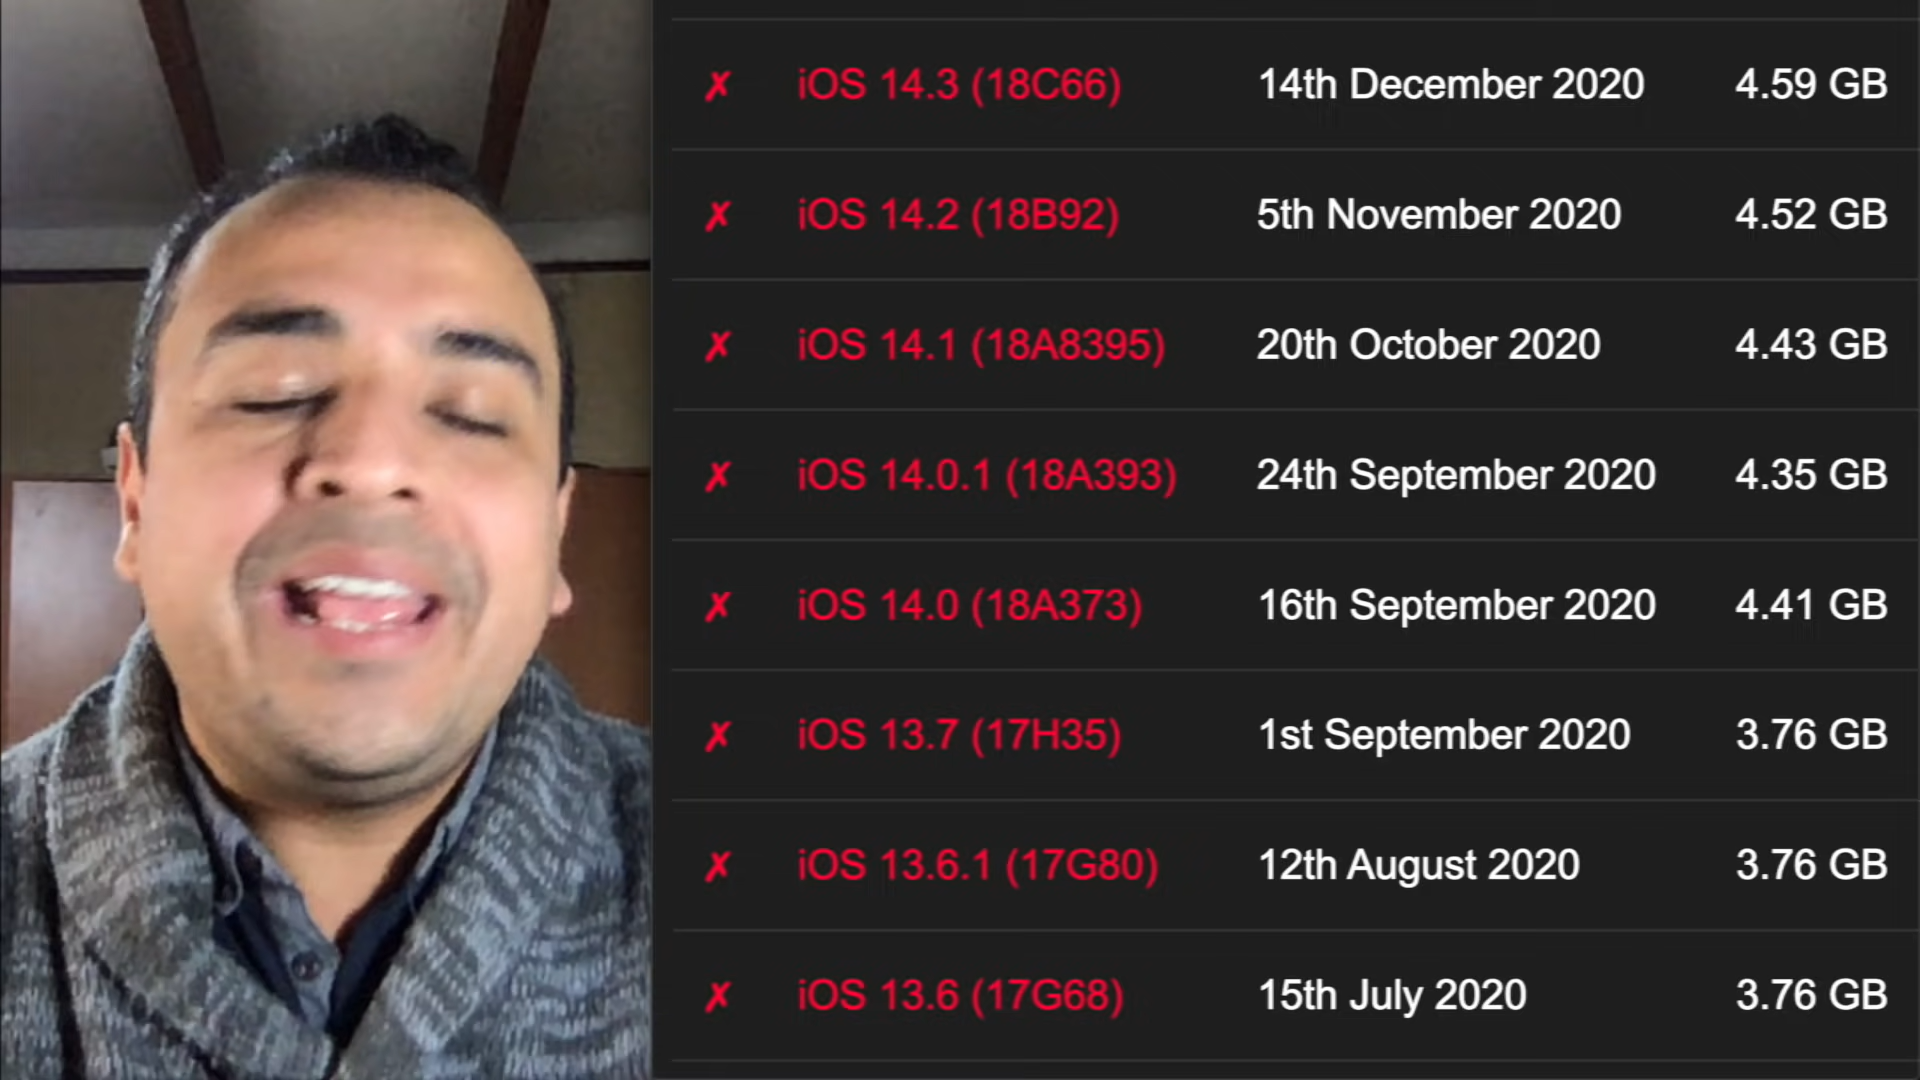 ✗ iOS 14.3 (18C66) 14th December 2020 4.59 GB
✗ iOS 14.2 (18B92) 5th November 2020 4.52 GB
✗ iOS 14.1 (18A8395) 20th October 2020 4.43 GB
✗ iOS 14.0.1 (18A393) 24th September 2020 4.35 GB
✗ iOS 14.0 (18A373) 16th September 2020 4.41 GB
✗ iOS 13.7 (17H35) 1st September 2020 3.76 GB
✗ iOS 13.6.1 (17G80) 12th August 2020 3.76 GB
✗ iOS 13.6 (17G68) 15th July 2020 3.76 GB